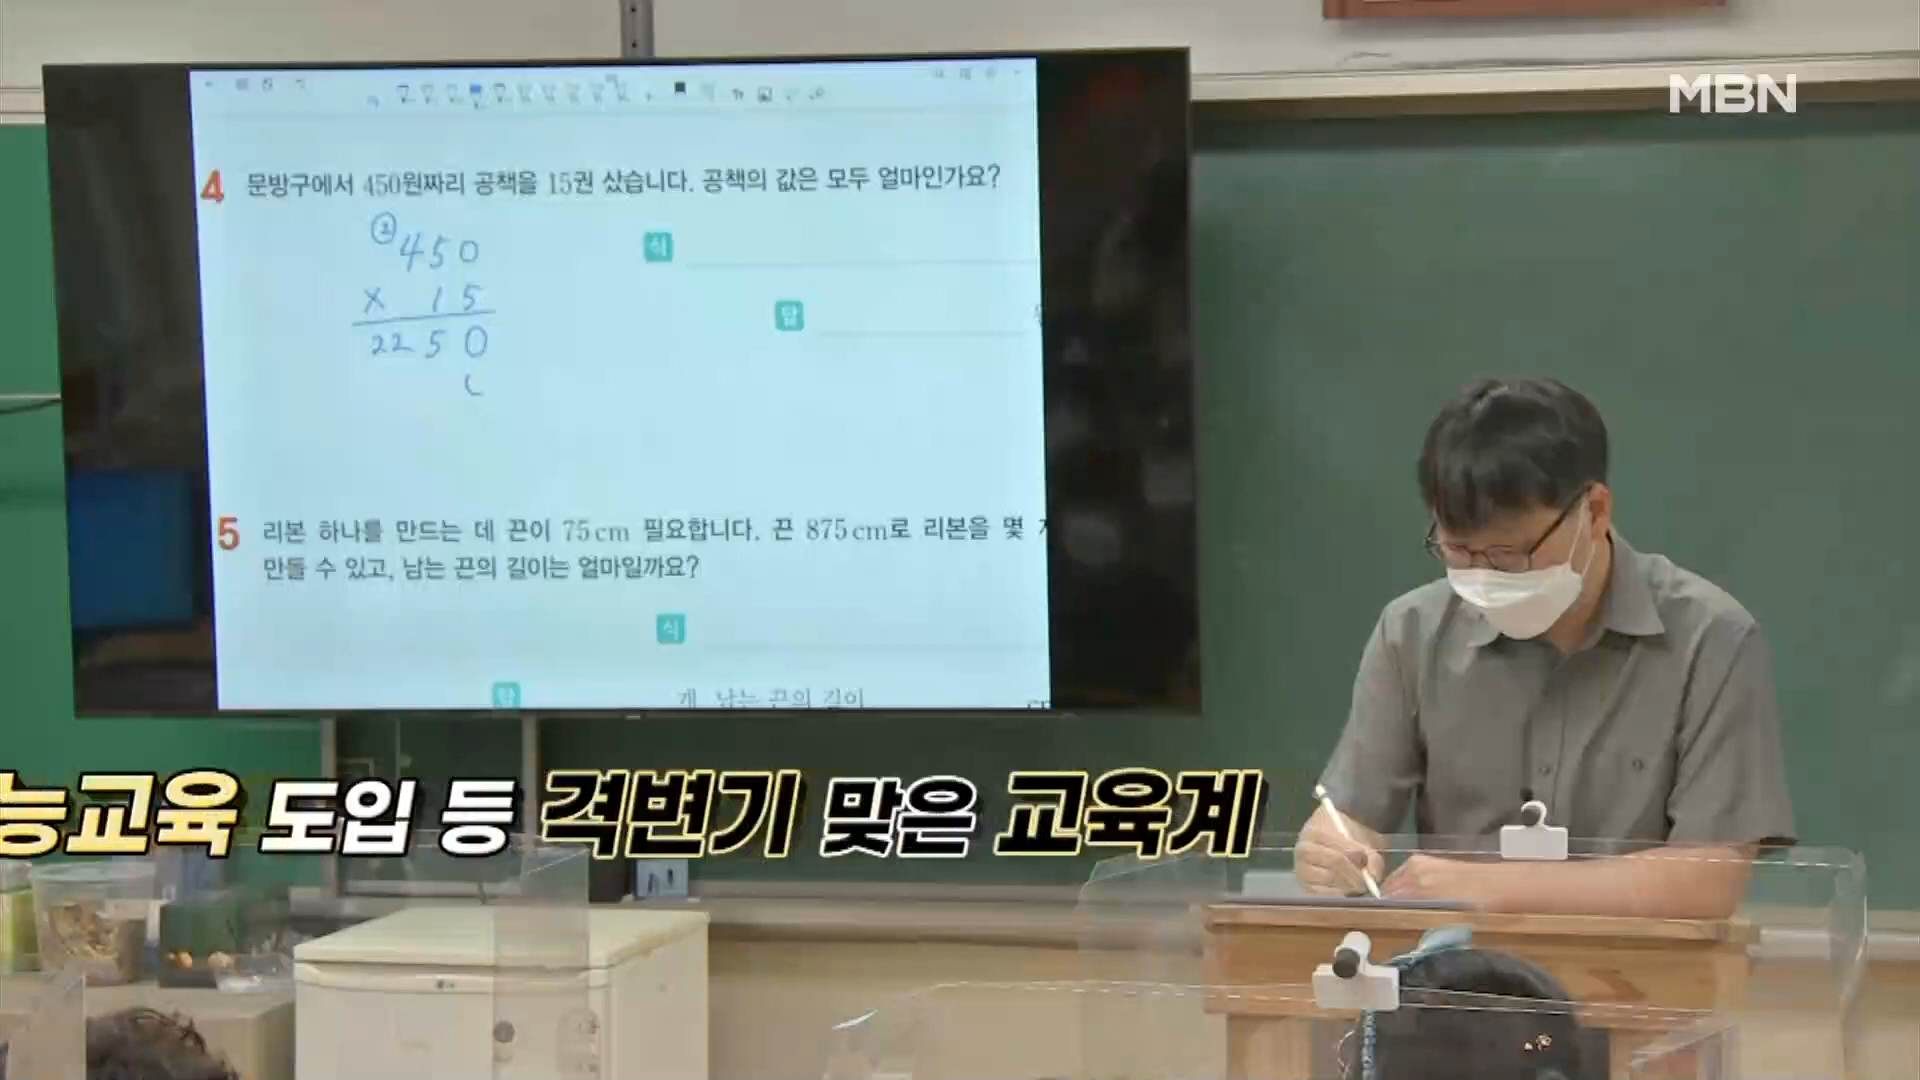 MBN
4 문방구에서 450원짜리 공책을 15권 샀습니다. 공책의 값은 모두 얼마인가요?
② 450
식
× 15
답
2250
5 리본 하나를 만드는 데 끈이 75 cm 필요합니다. 끈 875 cm로 리본을 몇
만들 수 있고, 남는 끈의 길이는 얼마일까요?
식
답 개, 남는 끈의 길이
능교육 도입 등 격변기 맞은 교육계
LG